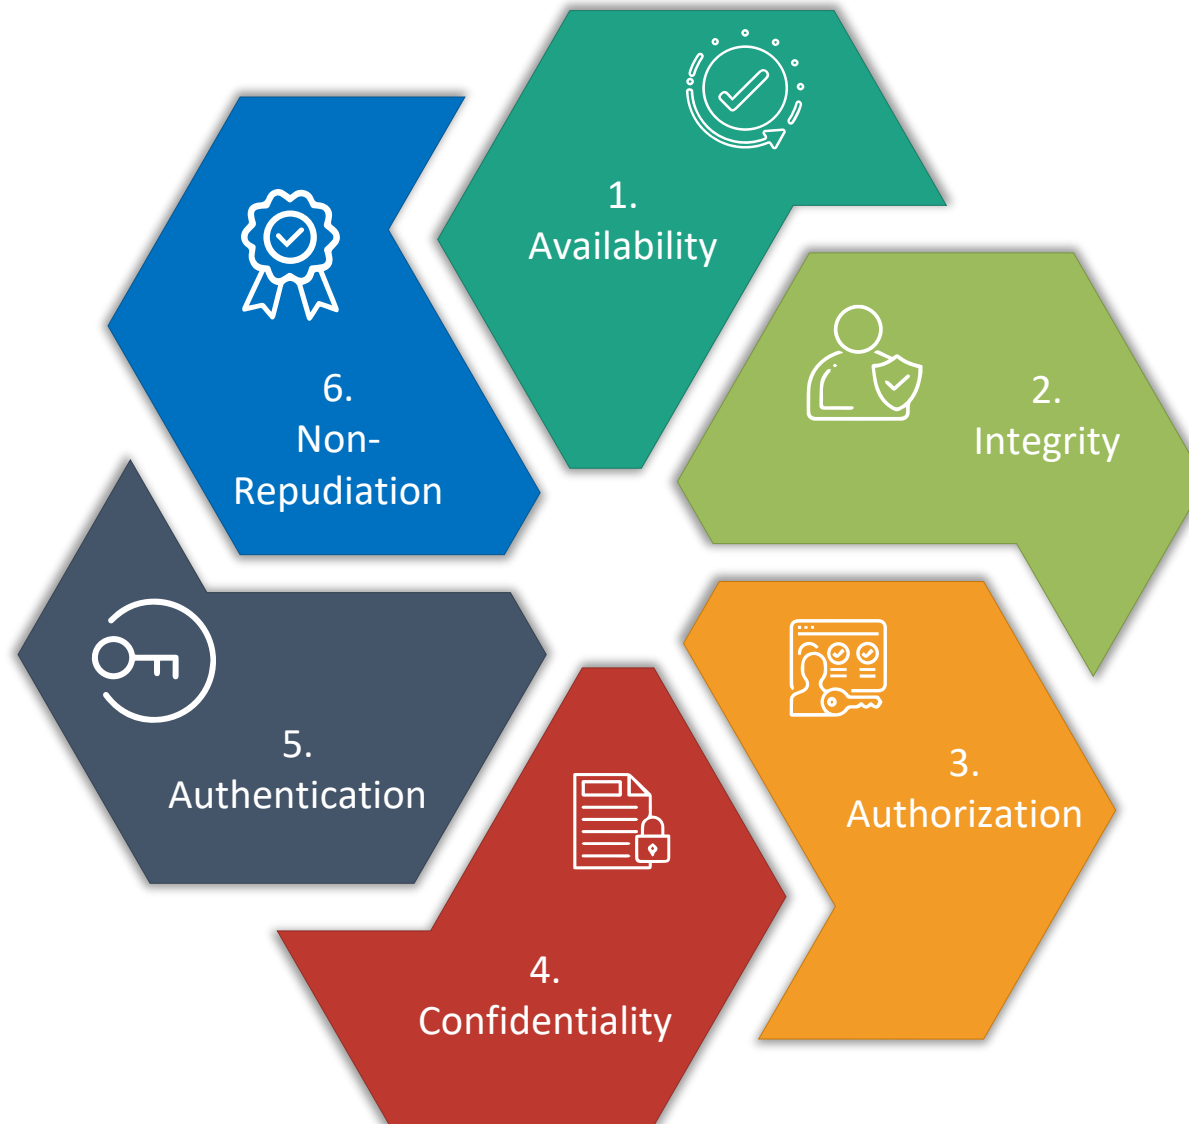 1.
Availability
2.
Integrity
3.
Authorization
4.
Confidentiality
5.
Authentication
6.
Non-
Repudiation